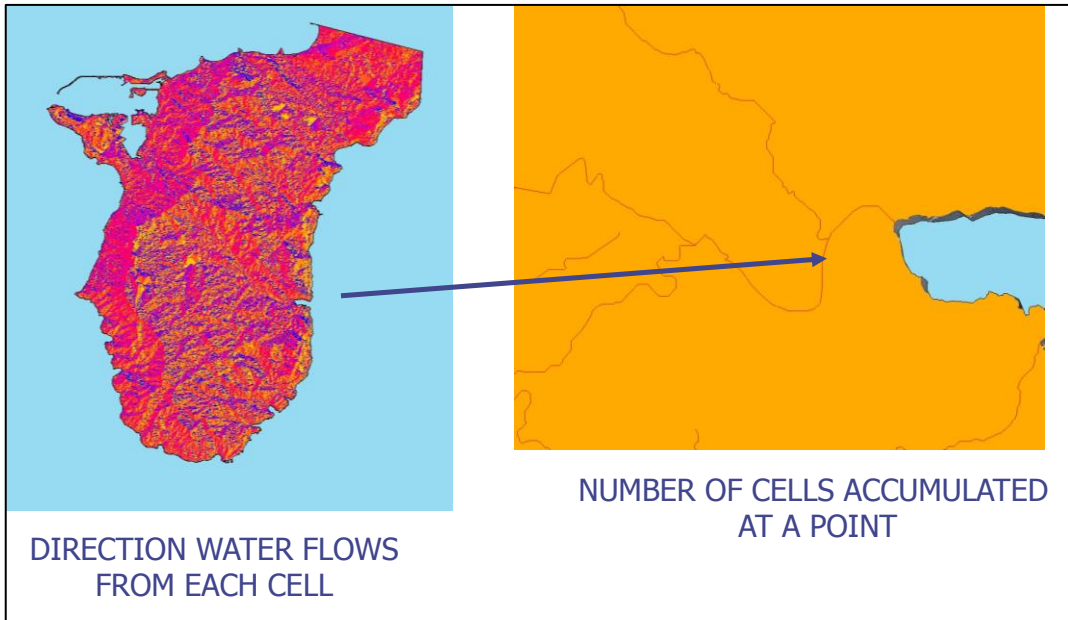 DIRECTION WATER FLOWS
FROM EACH CELL
NUMBER OF CELLS ACCUMULATED
AT A POINT